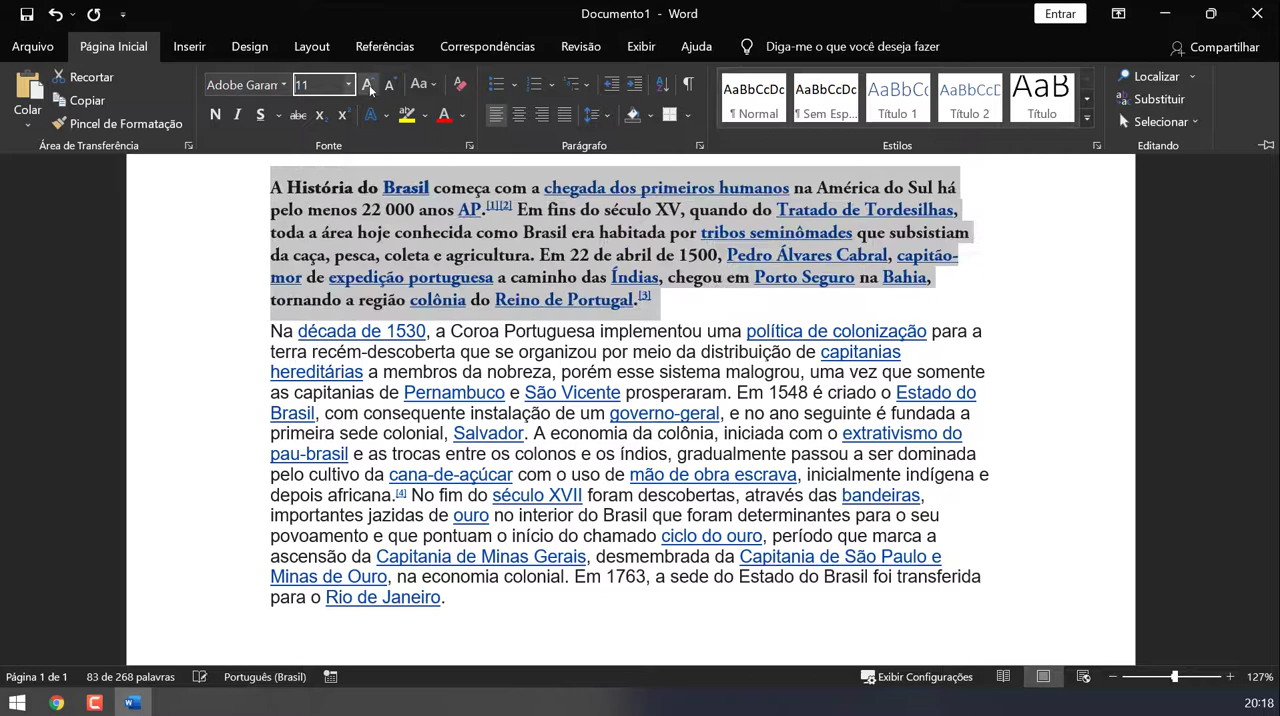 Documento1 - Word
Entrar
Arquivo Página Inicial Inserir Design Layout Referências Correspondências Revisão Exibir Ajuda Diga-me o que você deseja fazer Compartilhar
Colar
Recortar
Copiar
Pincel de Formatação
Área de Transferência
Adobe Garan 11
Aa
N I S abc x₂ x²
Fonte
Parágrafo
AaBbCcDc AaBbCcDc AaBbCc AaBbCcD AaB
¶ Normal ¶ Sem Esp... Título 1 Título 2 Título
Estilos
Localizar
Substituir
Selecionar
Editando
A História do Brasil começa com a chegada dos primeiros humanos na América do Sul há
pelo menos 22 000 anos AP.[1][2] Em fins do século XV, quando do Tratado de Tordesilhas,
toda a área hoje conhecida como Brasil era habitada por tribos seminômades que subsistiam
da caça, pesca, coleta e agricultura. Em 22 de abril de 1500, Pedro Álvares Cabral, capitão-
mor de expedição portuguesa a caminho das Índias, chegou em Porto Seguro na Bahia,
tornando a região colônia do Reino de Portugal.[3]
Na década de 1530, a Coroa Portuguesa implementou uma política de colonização para a
terra recém-descoberta que se organizou por meio da distribuição de capitanias
hereditárias a membros da nobreza, porém esse sistema malogrou, uma vez que somente
as capitanias de Pernambuco e São Vicente prosperaram. Em 1548 é criado o Estado do
Brasil, com consequente instalação de um governo-geral, e no ano seguinte é fundada a
primeira sede colonial, Salvador. A economia da colônia, iniciada com o extrativismo do
pau-brasil e as trocas entre os colonos e os índios, gradualmente passou a ser dominada
pelo cultivo da cana-de-açúcar com o uso de mão de obra escrava, inicialmente indígena e
depois africana.[4] No fim do século XVII foram descobertas, através das bandeiras,
importantes jazidas de ouro no interior do Brasil que foram determinantes para o seu
povoamento e que pontuam o início do chamado ciclo do ouro, período que marca a
ascensão da Capitania de Minas Gerais, desmembrada da Capitania de São Paulo e
Minas de Ouro, na economia colonial. Em 1763, a sede do Estado do Brasil foi transferida
para o Rio de Janeiro.
Página 1 de 1 83 de 268 palavras Português (Brasil) Exibir Configurações 127%
20:18